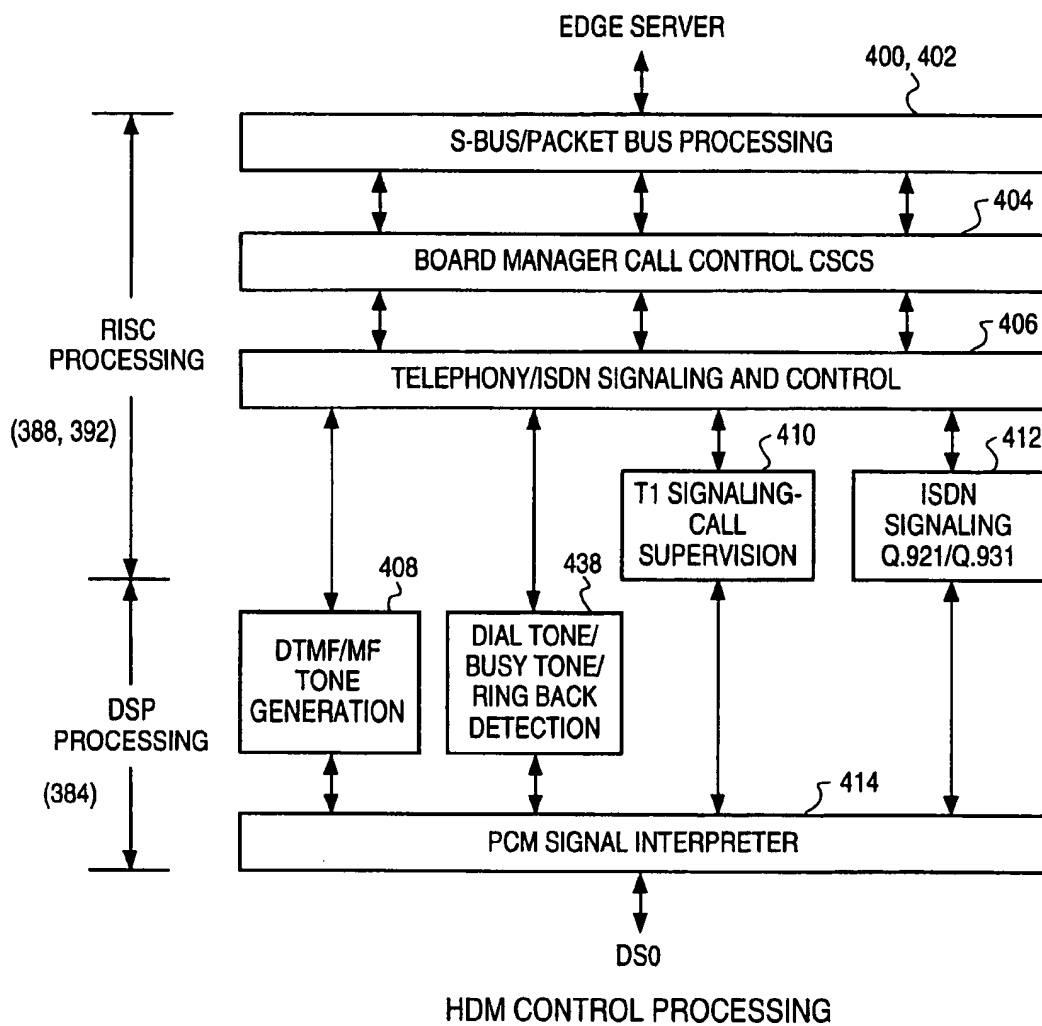 EDGE SERVER
400, 402
S-BUS/PACKET BUS PROCESSING
404
BOARD MANAGER CALL CONTROL CSCS
406
TELEPHONY/ISDN SIGNALING AND CONTROL
RISC
PROCESSING
(388, 392)
410
T1 SIGNALING-
CALL
SUPERVISION
412
ISDN
SIGNALING
Q.921/Q.931
408
DTMF/MF
TONE
GENERATION
438
DIAL TONE/
BUSY TONE/
RING BACK
DETECTION
DSP
PROCESSING
(384)
414
PCM SIGNAL INTERPRETER
DS0
HDM CONTROL PROCESSING